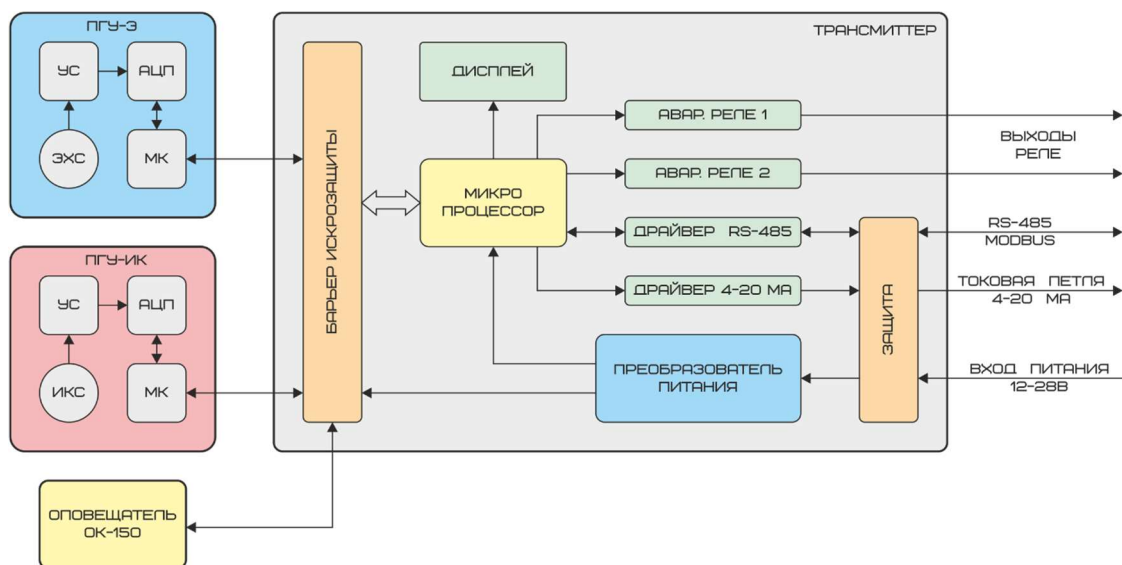 ПГУ-Э
УС
АЦП
ЭХС
МК
ПГУ-ИК
УС
АЦП
ИКС
МК
ОПОВЕЩАТЕЛЬ
ОК-150
ТРАНСМИТТЕР
БАРЬЕР ИСКРОЗАЩИТЫ
ДИСПЛЕЙ
МИКРО
ПРОЦЕССОР
АВАР. РЕЛЕ 1
АВАР. РЕЛЕ 2
ДРАЙВЕР RS-485
ДРАЙВЕР 4-20 МА
ПРЕОБРАЗОВАТЕЛЬ
ПИТАНИЯ
ЗАЩИТА
ВЫХОДЫ
РЕЛЕ
RS-485
MODBUS
ТОКОВАЯ ПЕТЛЯ
4-20 МА
ВХОД ПИТАНИЯ
12-28В